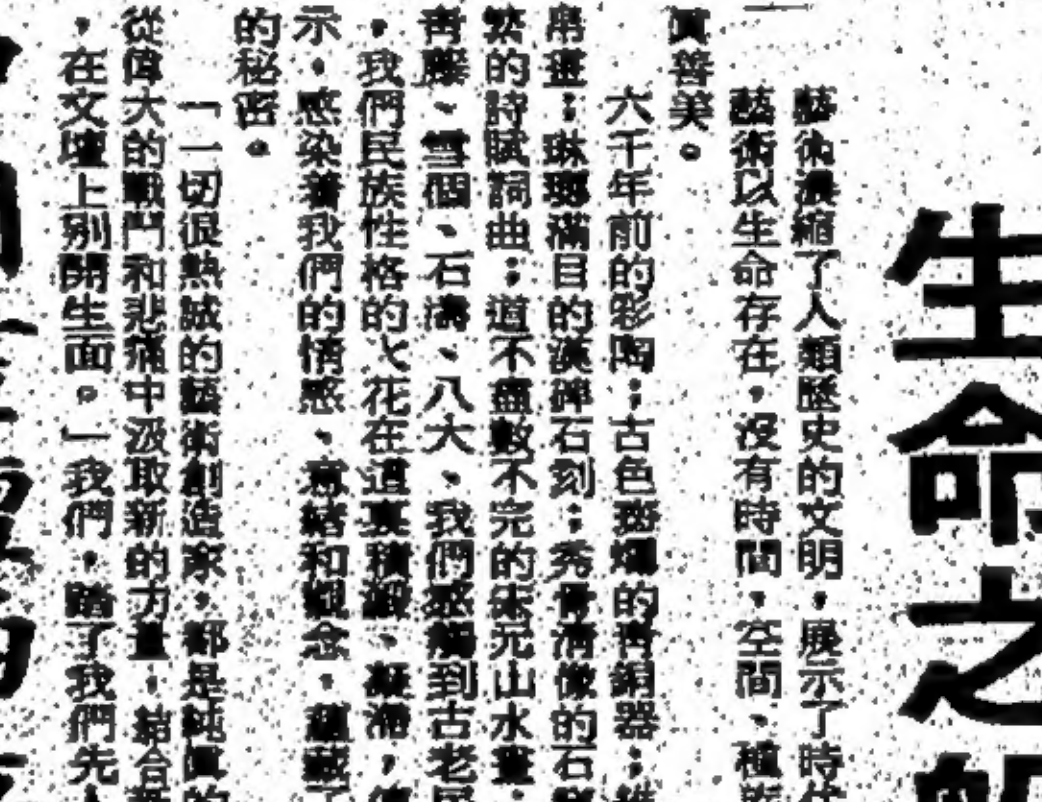 生命之
藝術濃縮了人類歷史的文明，展示了時代
藝術以生命存在，沒有時間、空間、種族
真善美。
六千年前的彩陶；古色斑斕的青銅器；
帛畫；琳瑯滿目的漢碑石刻；秀骨清像的石
繁的詩賦詞曲；道不盡數不完的宋元山水畫，
青藤、雪個、石濤、八大、我們感觸到古老民
，我們民族性格的火花在這裏積澱、凝沸，
示，感染着我們的情感、意緒和觀念，蘊藏了
的秘密。
「一切很熱誠的藝術創造家，都是純真的
從偉大的戰鬥和悲痛中汲取新的力量，結合
，在文壇上別開生面。」我們，踏了我們先